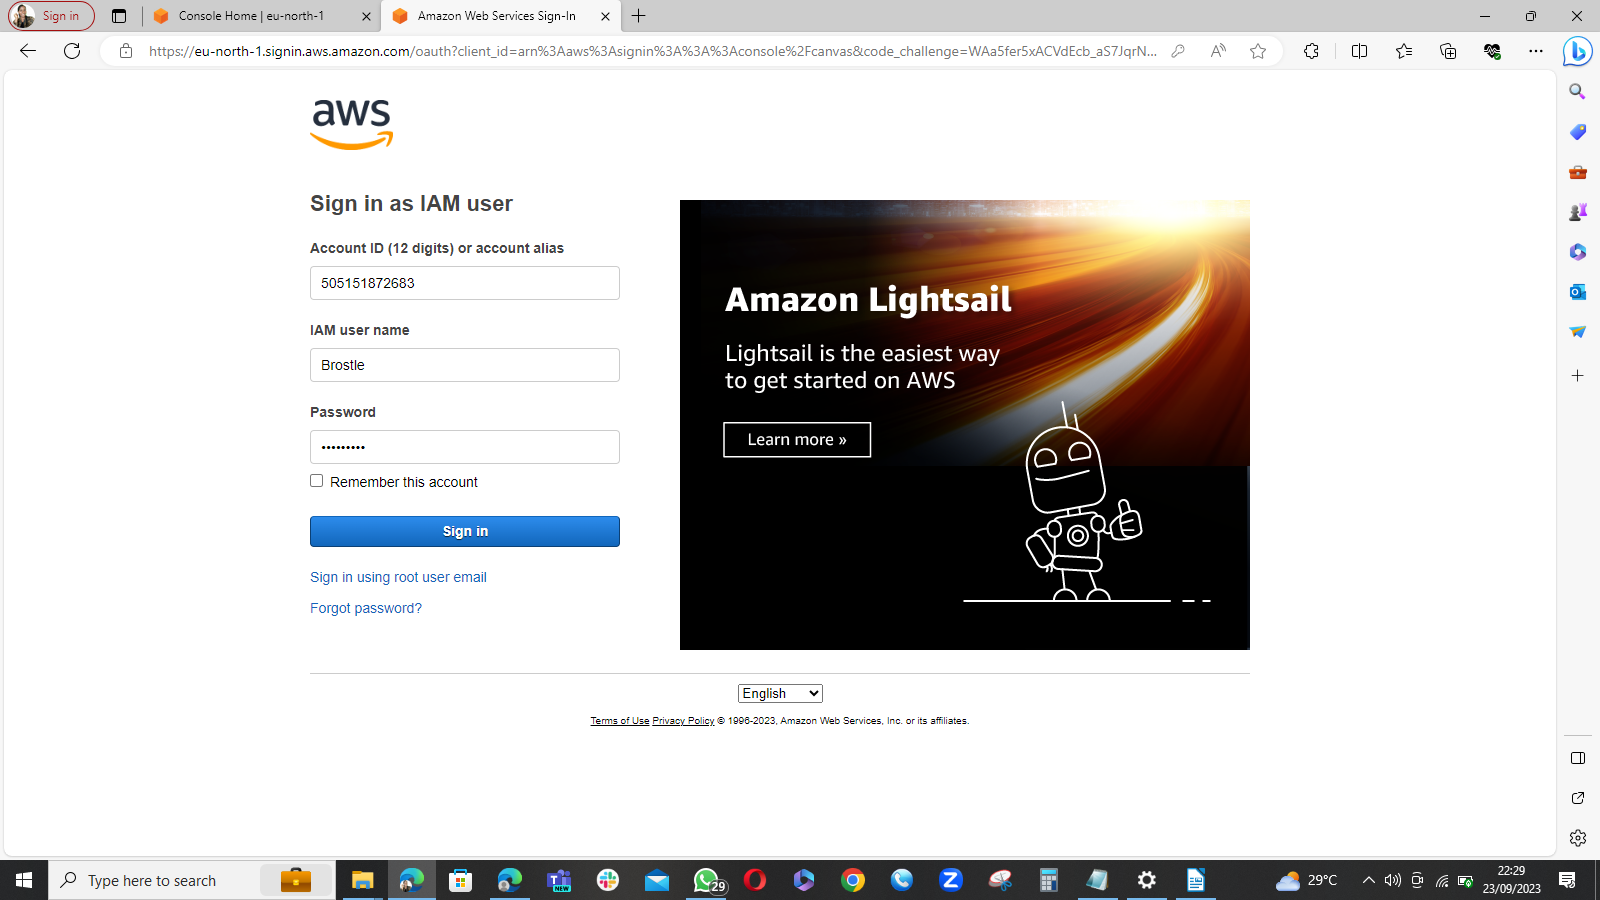 Sign in
Console Home | eu-north-1
Amazon Web Services Sign-In
https://eu-north-1.signin.aws.amazon.com/oauth?client_id=arn%3Aaws%3Asignin%3A%3A%3Aconsole%2Fcanvas&code_challenge=WAa5fer5xACVdEcb_aS7JqrN...
aws
Sign in as IAM user
Account ID (12 digits) or account alias
505151872683
IAM user name
Brostle
Password
•••••••••
Remember this account
Sign in
Sign in using root user email
Forgot password?
Amazon Lightsail
Lightsail is the easiest way
to get started on AWS
Learn more »
English
Terms of Use Privacy Policy © 1996-2023, Amazon Web Services, Inc. or its affiliates.
Type here to search
NEW
29
29°C
22:29
23/09/2023